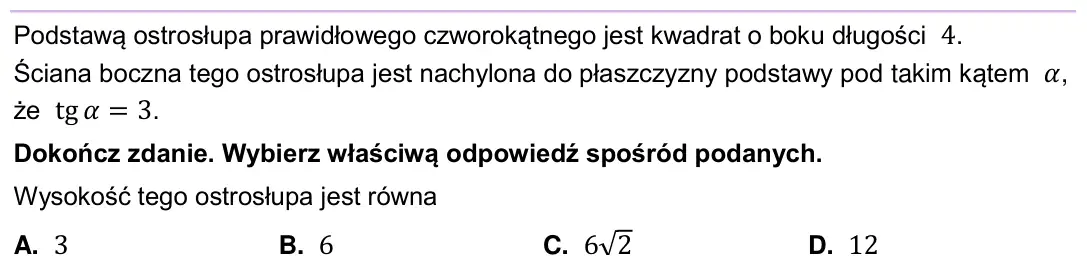 Podstawą ostrosłupa prawidłowego czworokątnego jest kwadrat o boku długości 4.
Ściana boczna tego ostrosłupa jest nachylona do płaszczyzny podstawy pod takim kątem α,
że tg α = 3.
Dokończ zdanie. Wybierz właściwą odpowiedź spośród podanych.
Wysokość tego ostrosłupa jest równa
A. 3 B. 6 C. 6√2 D. 12